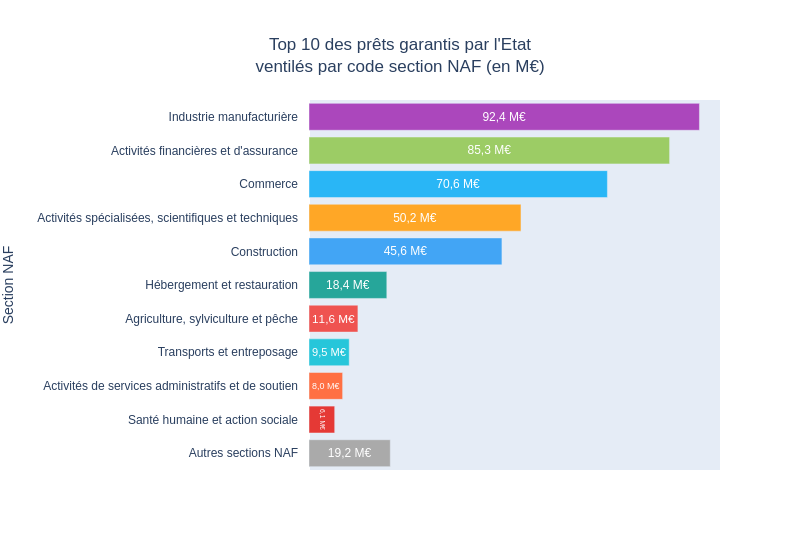 Top 10 des prêts garantis par l'Etat
ventilés par code section NAF (en M€)
Section NAF
Industrie manufacturière 92,4 M€
Activités financières et d'assurance 85,3 M€
Commerce 70,6 M€
Activités spécialisées, scientifiques et techniques 50,2 M€
Construction 45,6 M€
Hébergement et restauration 18,4 M€
Agriculture, sylviculture et pêche 11,6 M€
Transports et entreposage 9,5 M€
Activités de services administratifs et de soutien 8,0 M€
Santé humaine et action sociale 6,1 M€
Autres sections NAF 19,2 M€